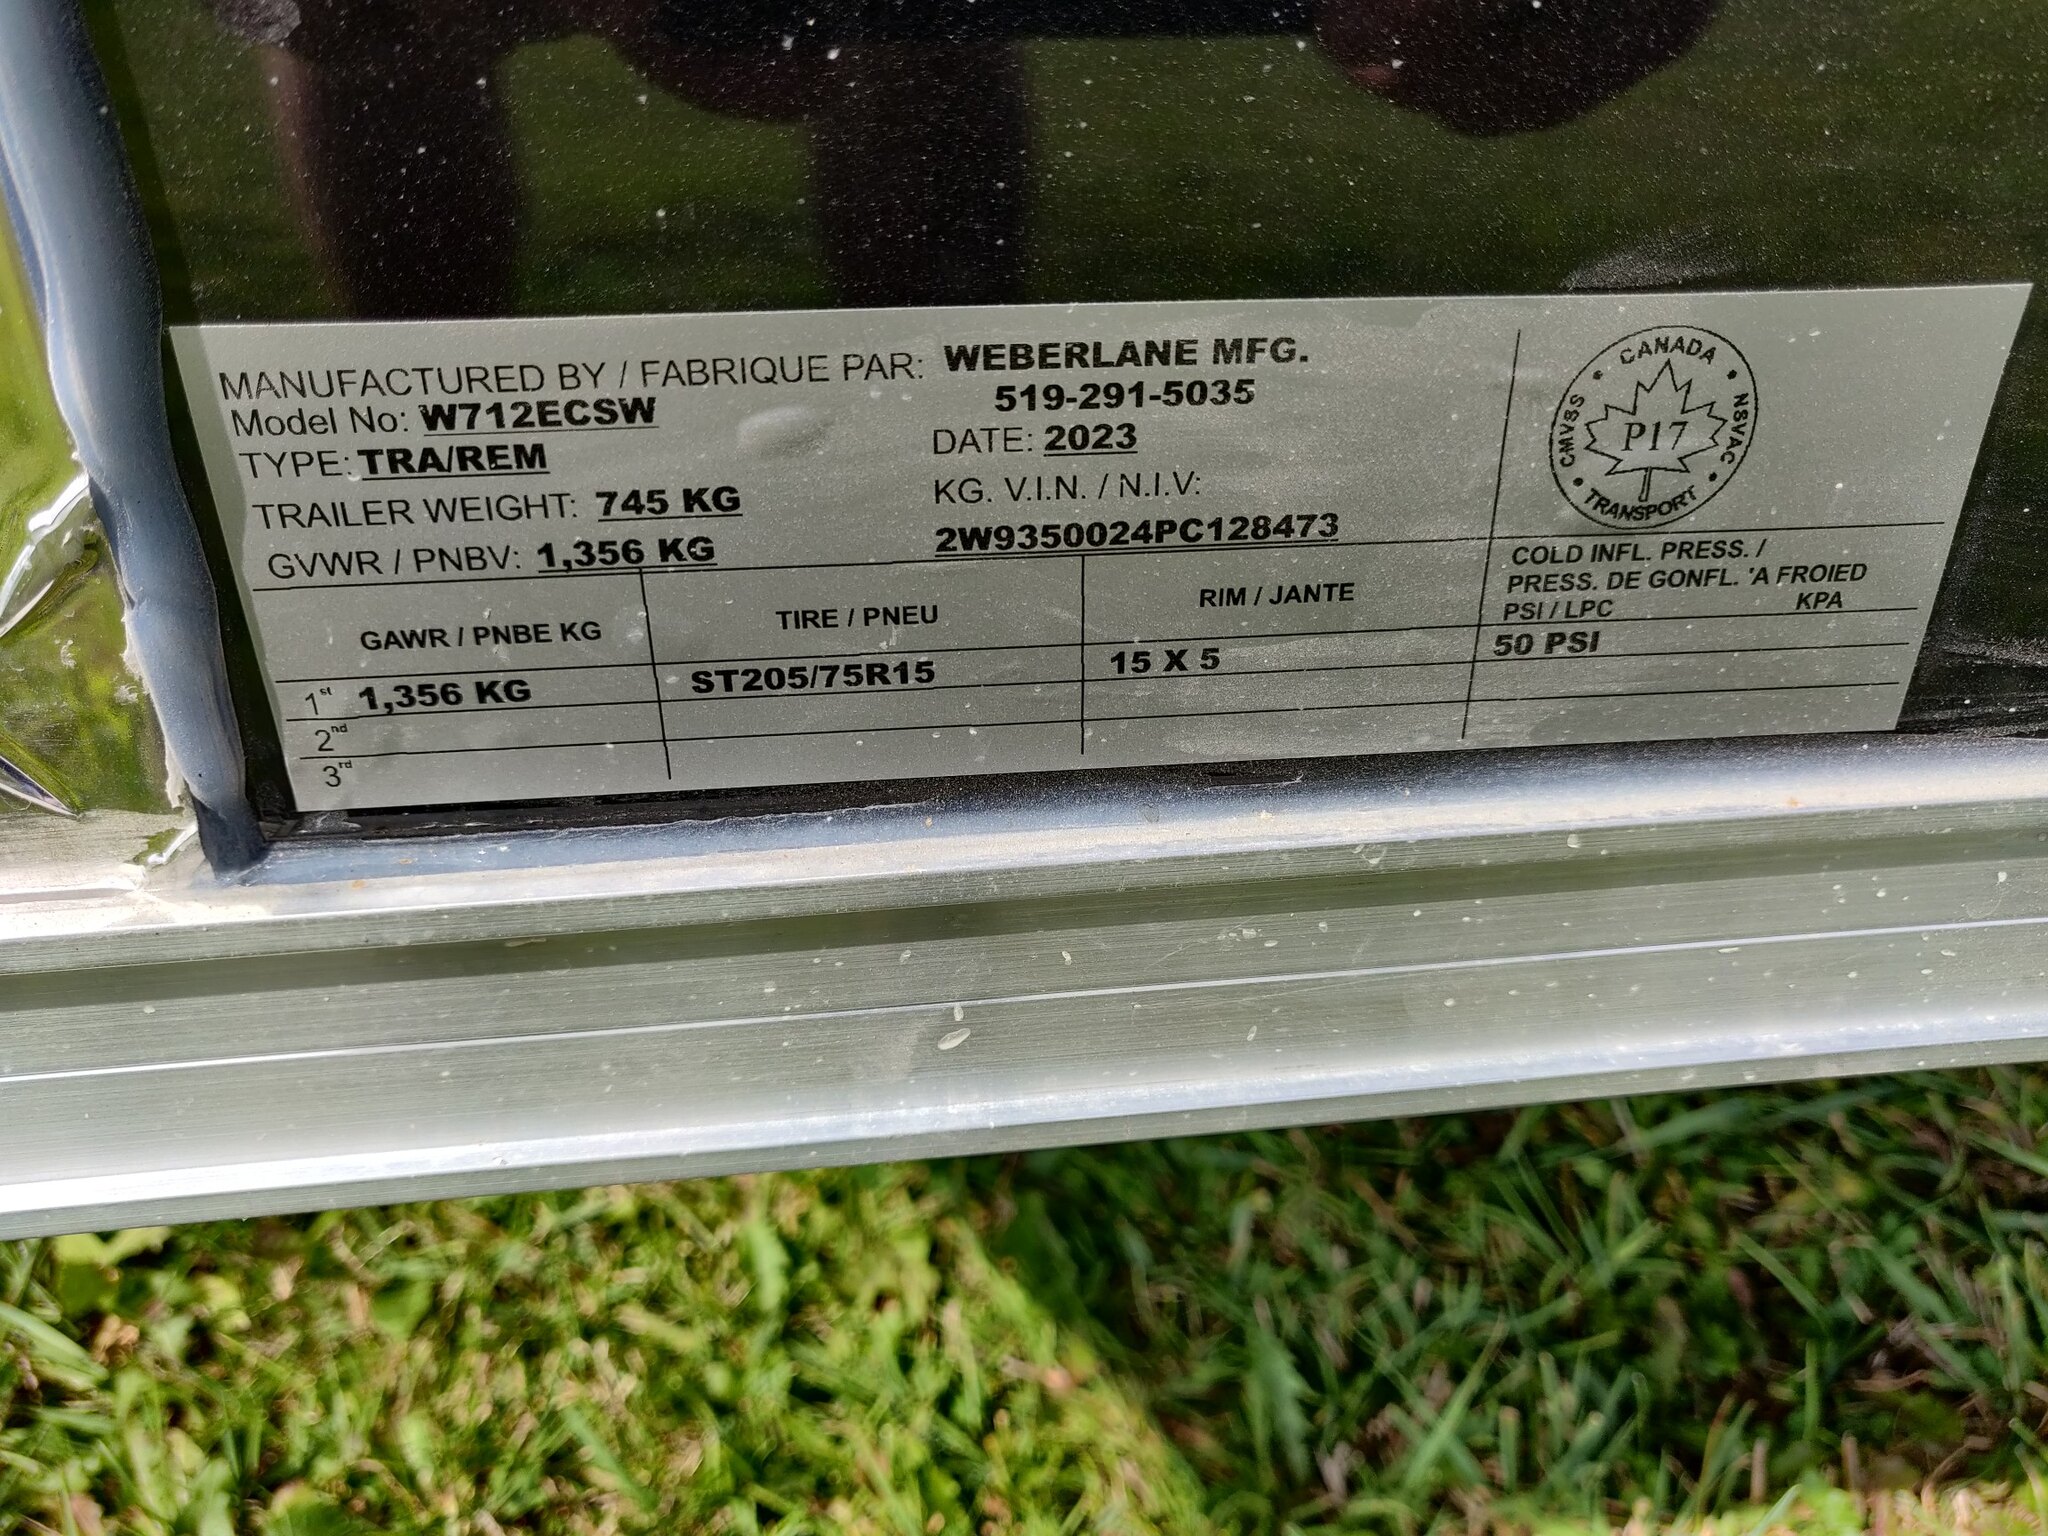 MANUFACTURED BY / FABRIQUE PAR: WEBERLANE MFG.
519-291-5035
Model No: W712ECSW
DATE: 2023
TYPE: TRA/REM
KG. V.I.N. / N.I.V:
TRAILER WEIGHT: 745 KG
2W9350024PC128473
GVWR / PNBV: 1,356 KG
CANADA
CMVSS
NSVAC
P17
TRANSPORT
GAWR / PNBE KG
TIRE / PNEU
RIM / JANTE
COLD INFL. PRESS. /
PRESS. DE GONFL. 'A FROIED
PSI / LPC KPA
1st 1,356 KG ST205/75R15 15 X 5 50 PSI
2nd
3rd